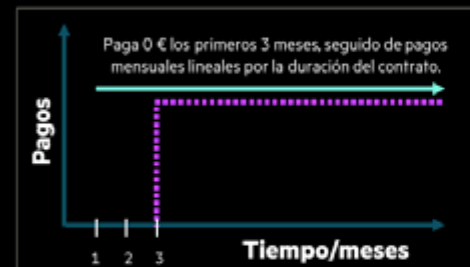 Paga 0 € los primeros 3 meses, seguido de pagos
mensuales lineales por la duración del contrato.
Pagos
1 2 3
Tiempo/meses